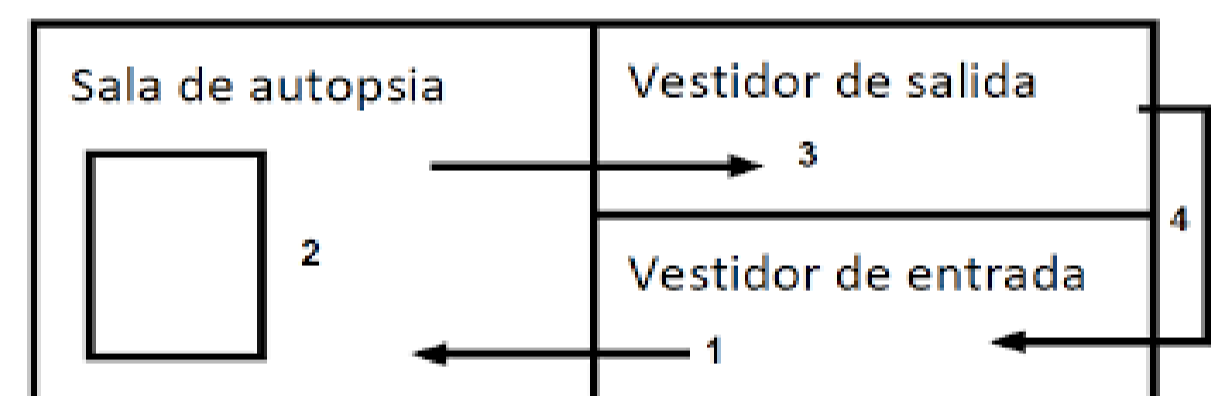 Sala de autopsia
Vestidor de salida
3
4
2
Vestidor de entrada
1